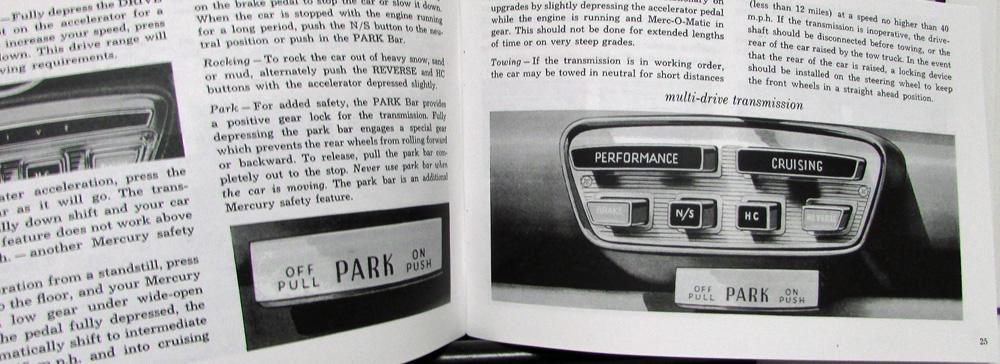 —Fully depress the DRIVE
on the accelerator for a
increase your speed, press
down. This drive range will
ving requirements.
ater acceleration, press the
r as it will go. The trans-
lly down shift and your car
feature does not work above
h. — another Mercury safety
ration from a standstill, press
o the floor, and your Mercury
low gear under wide-open
he pedal fully depressed, the
matically shift to intermediate
m.p.h. and into cruising
on the brake pedal to stop the car or slow it down.
When the car is stopped with the engine running
for a long period, push the N/S button to the neu-
tral position or push in the PARK Bar.
Rocking — To rock the car out of heavy snow, sand
or mud, alternately push the REVERSE and HC
buttons with the accelerator depressed slightly.
Park — For added safety, the PARK Bar provides
a positive gear lock for the transmission. Fully
depressing the park bar engages a special gear
which prevents the rear wheels from rolling forward
or backward. To release, pull the park bar com-
pletely out to the stop. Never use park bar when
the car is moving. The park bar is an additional
Mercury safety feature.
OFF PULL PARK ON PUSH
upgrades by slightly depressing the accelerator pedal
while the engine is running and Merc-O-Matic in
gear. This should not be done for extended lengths
of time or on very steep grades.
Towing — If the transmission is in working order,
the car may be towed in neutral for short distances
(less than 12 miles) at a speed no higher than 40
m.p.h. If the transmission is inoperative, the drive-
shaft should be disconnected before towing, or the
rear of the car raised by the tow truck. In the event
that the rear of the car is raised, a locking device
should be installed on the steering wheel to keep
the front wheels in a straight ahead position.
multi-drive transmission
PERFORMANCE CRUISING
BRAKE N/S HC REVERSE
OFF PULL PARK ON PUSH
25